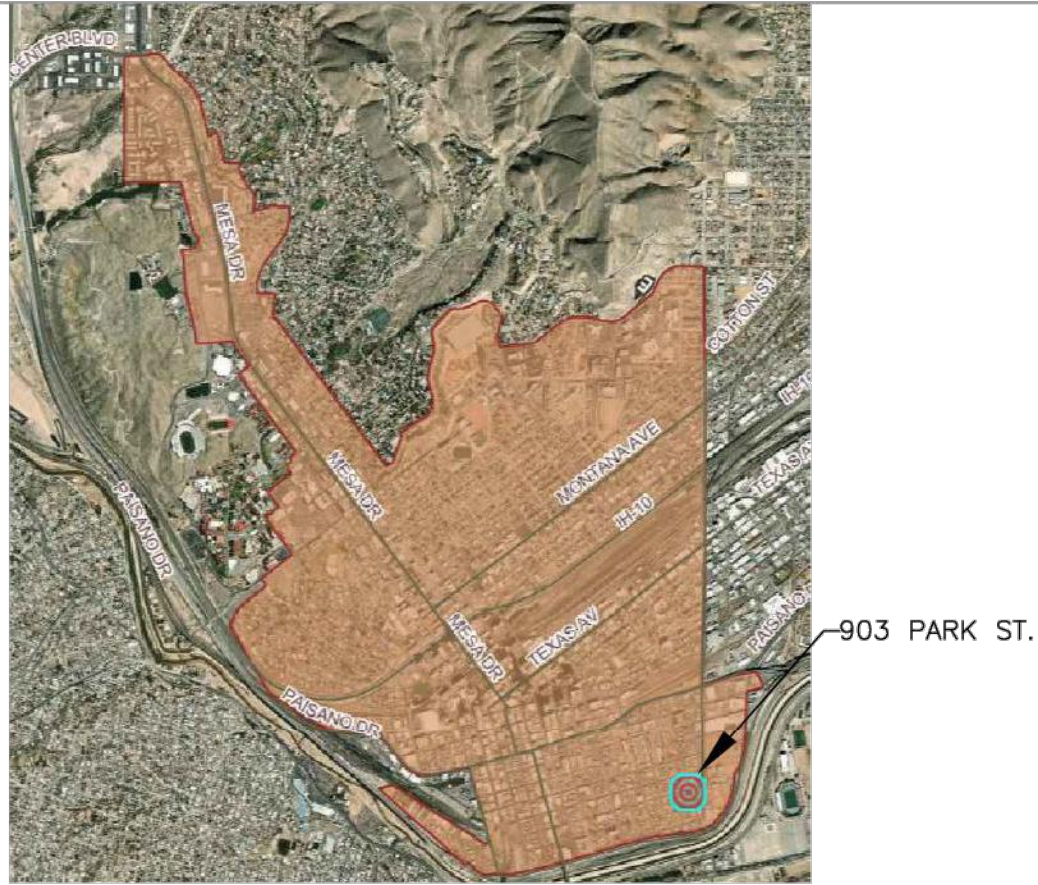 CENTER BLVD
MESA DR
COTTON ST
IH-10
MONTANA AVE
TEXAS AV
IH-10
MESA DR
PAISANO DR
PAISANO
903 PARK ST.
MESA DR
TEXAS AV
PAISANO DR